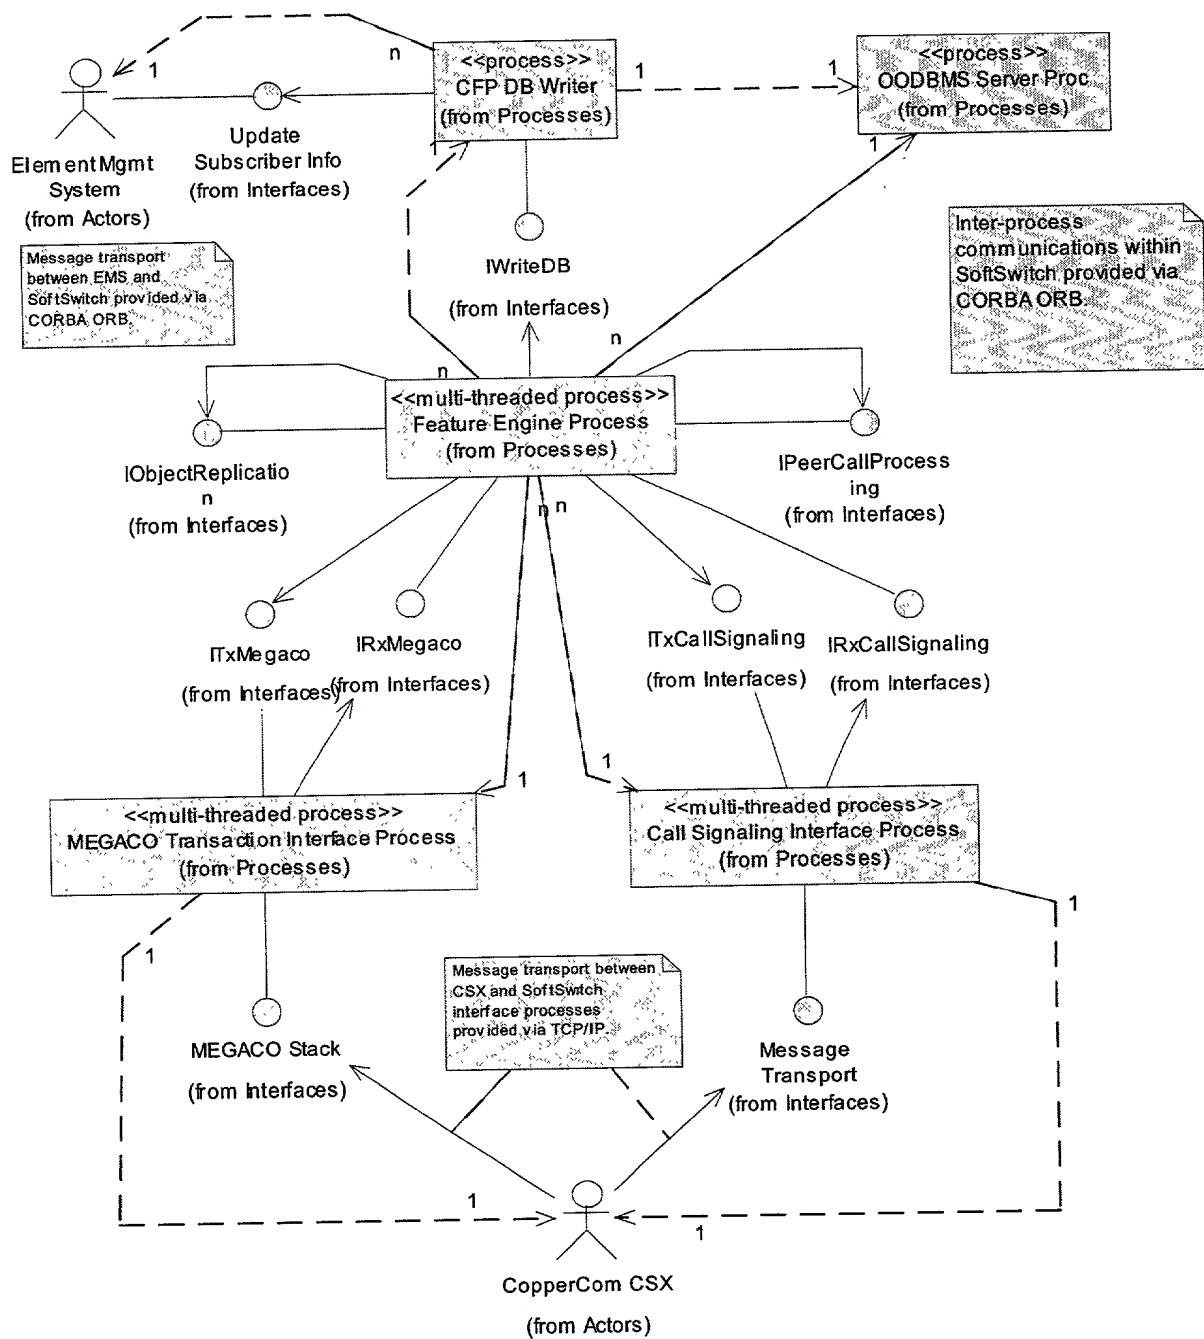 1
n
<<process>>
CFP DB Writer
(from Processes)
1
1
<<process>>
OODBMS Server Proc
(from Processes)
ElementMgmt
System
(from Actors)
Update
Subscriber Info
(from Interfaces)
1
1
IWriteDB
(from Interfaces)
Message transport
between EMS and
SoftSwitch provided via
CORBA ORB.
Inter-process
communications within
SoftSwitch provided via
CORBA ORB.
n
n
<<multi-threaded process>>
Feature Engine Process
(from Processes)
IObjectReplicatio
n
(from Interfaces)
IPeerCallProcess
ing
(from Interfaces)
n
n
ITxMegaco
(from Interfaces)
IRxMegaco
(from Interfaces)
ITxCallSignaling
(from Interfaces)
IRxCallSignaling
(from Interfaces)
1
1
<<multi-threaded process>>
MEGACO Transaction Interface Process
(from Processes)
<<multi-threaded process>>
Call Signaling Interface Process
(from Processes)
1
1
Message transport between
CSX and SoftSwitch
interface processes
provided via TCP/IP.
MEGACO Stack
(from Interfaces)
Message
Transport
(from Interfaces)
1
1
CopperCom CSX
(from Actors)